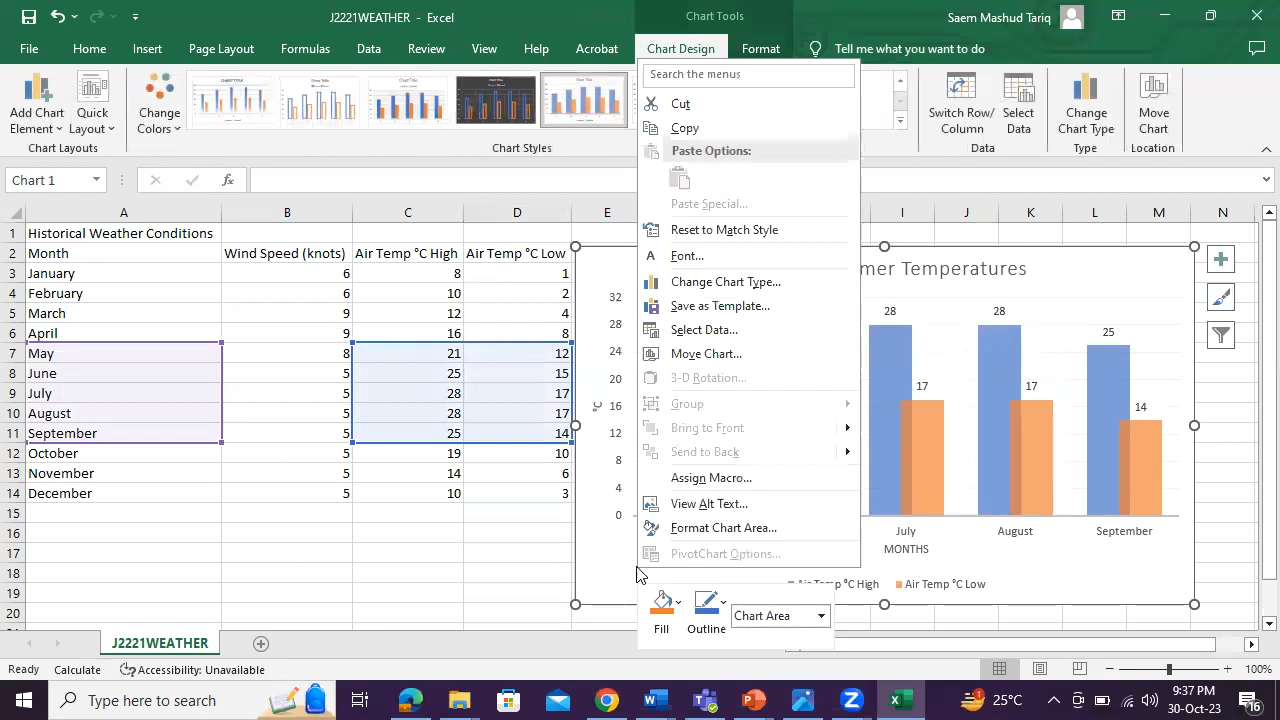 J2221WEATHER - Excel
Chart Tools
Saem Mashud Tariq
File Home Insert Page Layout Formulas Data Review View Help Acrobat Chart Design Format Tell me what you want to do
Add Chart Element
Quick Layout
Change Colors
Switch Row/ Column
Select Data
Change Chart Type
Move Chart
Chart Layouts
Chart Styles
Data
Type
Location
Chart 1
fx
A B C D E I J K L M N
1 Historical Weather Conditions
2 Month Wind Speed (knots) Air Temp °C High Air Temp °C Low
3 January 6 8 1
4 February 6 10 2
5 March 9 12 4
6 April 9 16 8
7 May 8 21 12
8 June 5 25 15
9 July 5 28 17
10 August 5 28 17
11 September 5 25 14
12 October 5 19 10
13 November 5 14 6
14 December 5 10 3
15
16
17
18
19
20
Search the menus
Cut
Copy
Paste Options:
Paste Special...
Reset to Match Style
Font...
Change Chart Type...
Save as Template...
Select Data...
Move Chart...
3-D Rotation...
Group
Bring to Front
Send to Back
Assign Macro...
View Alt Text...
Format Chart Area...
PivotChart Options...
Fill
Outline
Chart Area
mer Temperatures
32
28
24
20
16
12
8
4
0
°C
28 17
28 17
25 14
July August September
MONTHS
Air Temp °C High Air Temp °C Low
J2221WEATHER
Ready Calculate Accessibility: Unavailable 100%
Type here to search
25°C
9:37 PM
30-Oct-23
16